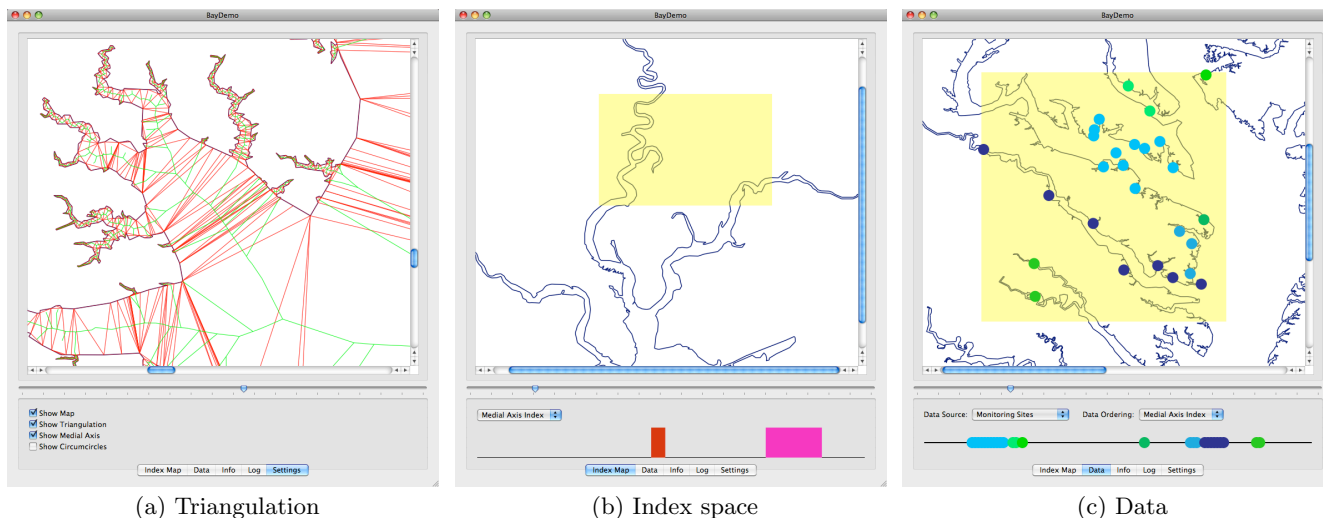 BayDemo
Show Map
Show Triangulation
Show Medial Axis
Show Circumcircles
Index Map Data Info Log Settings
(a) Triangulation
BayDemo
Medial Axis Index
Index Map Data Info Log Settings
(b) Index space
BayDemo
Data Source: Monitoring Sites Data Ordering: Medial Axis Index
Index Map Data Info Log Settings
(c) Data